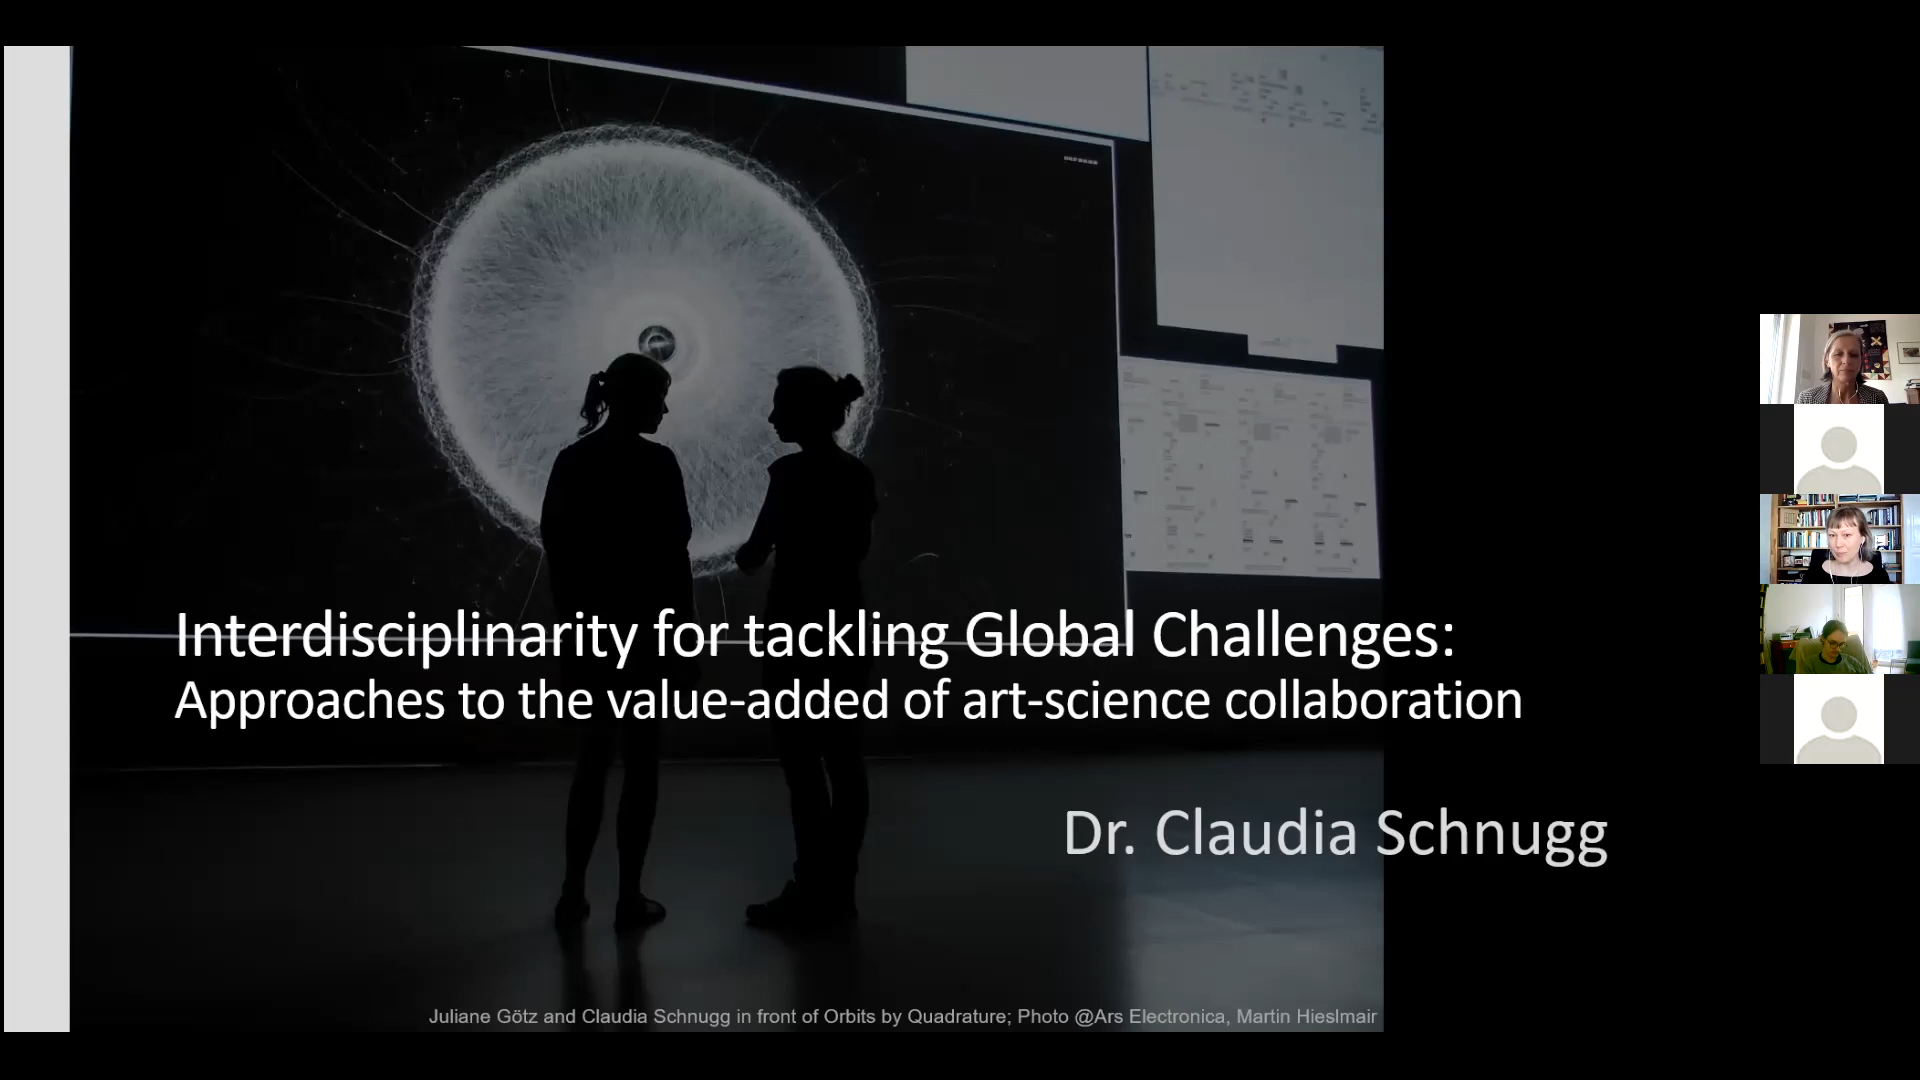 Interdisciplinarity for tackling Global Challenges:
Approaches to the value-added of art-science collaboration
Dr. Claudia Schnugg
Juliane Götz and Claudia Schnugg in front of Orbits by Quadrature; Photo @Ars Electronica, Martin Hieslmair